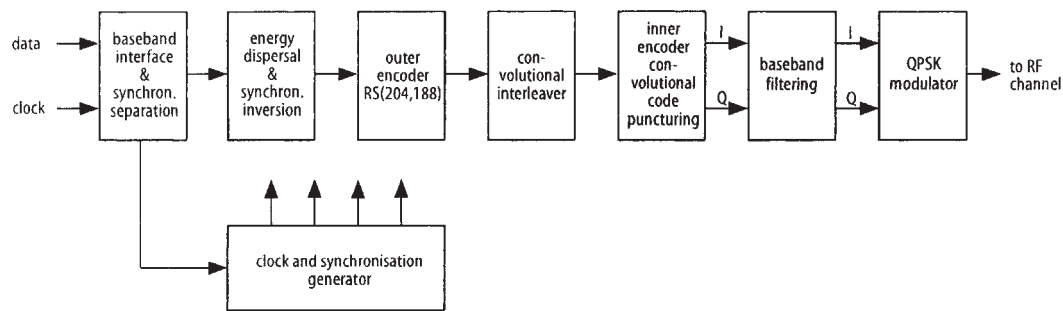 data
clock
baseband
interface
&
synchron.
separation
energy
dispersal
&
synchron.
inversion
outer
encoder
RS(204,188)
con-
volutional
interleaver
inner
encoder
con-
volutional
code
puncturing
I
Q
baseband
filtering
I
Q
QPSK
modulator
to RF
channel
clock and synchronisation
generator